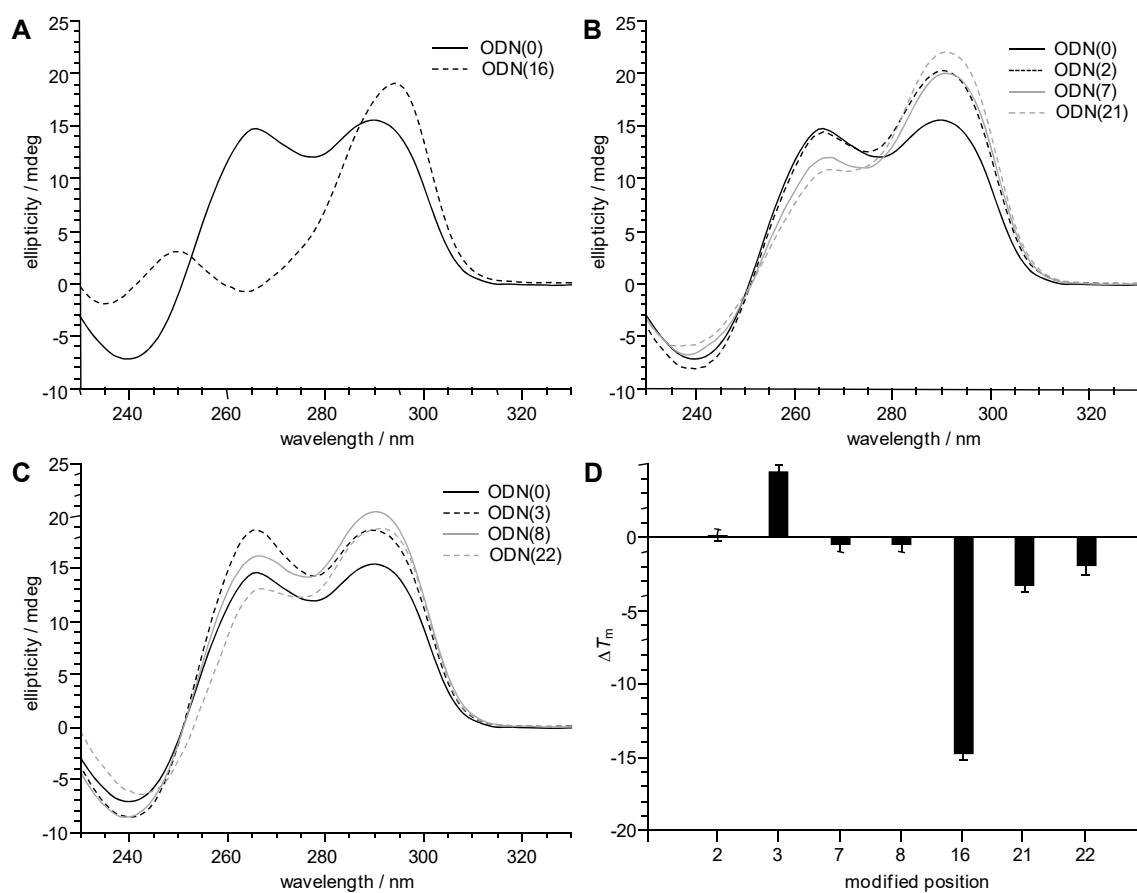 A
25
20
15
10
5
0
-5
-10
ellipticity / mdeg
ODN(0)
ODN(16)
240 260 280 300 320
wavelength / nm
B
25
20
15
10
5
0
-5
-10
ellipticity / mdeg
ODN(0)
ODN(2)
ODN(7)
ODN(21)
240 260 280 300 320
wavelength / nm
C
25
20
15
10
5
0
-5
-10
ellipticity / mdeg
ODN(0)
ODN(3)
ODN(8)
ODN(22)
240 260 280 300 320
wavelength / nm
D
0
-5
-10
-15
-20
ΔTm
2 3 7 8 16 21 22
modified position